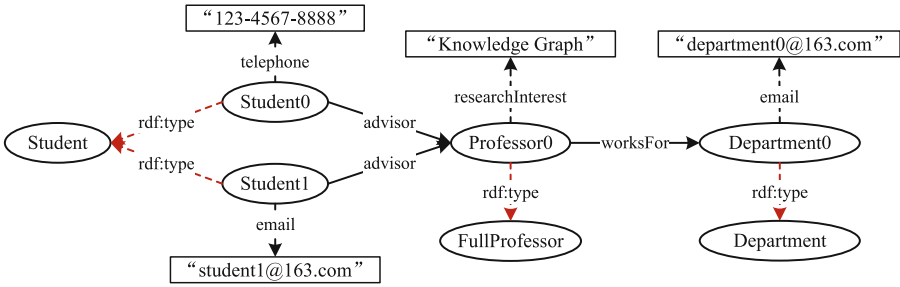 “123-4567-8888”
“Knowledge Graph”
“department0@163.com”
telephone
researchInterest
email
Student0
rdf:type
advisor
Student
Professor0
worksFor
Department0
rdf:type
advisor
Student1
rdf:type
rdf:type
email
FullProfessor
Department
“student1@163.com”